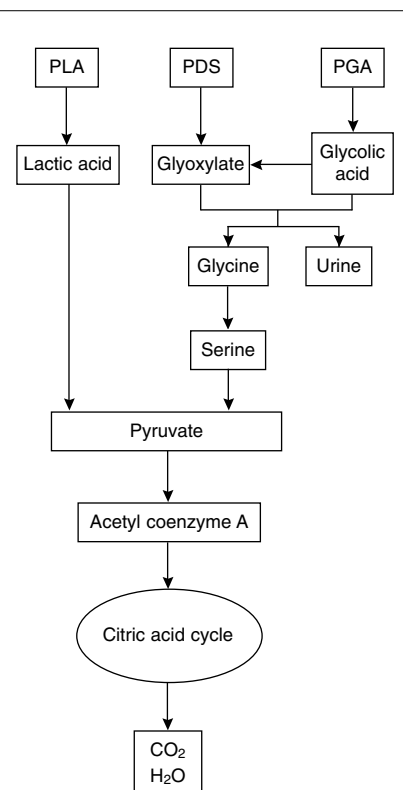 PLA
PDS
PGA
Lactic acid
Glyoxylate
Glycolic
acid
Glycine
Urine
Serine
Pyruvate
Acetyl coenzyme A
Citric acid cycle
CO₂
H₂O